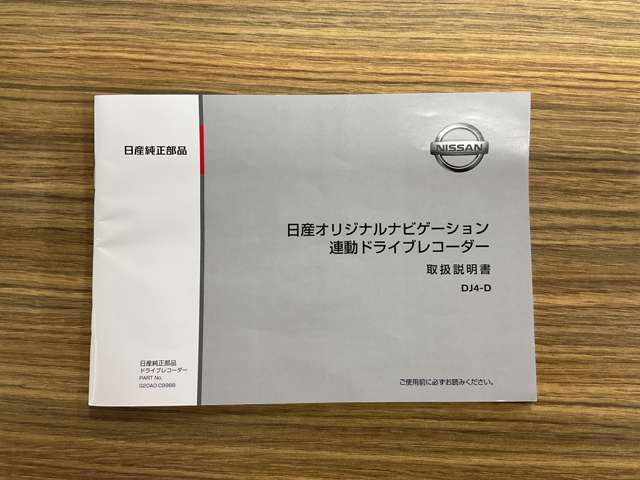 日産純正部品
NISSAN
日産オリジナルナビゲーション
連動ドライブレコーダー
取扱説明書
DJ4-D
日産純正部品
ドライブレコーダー
PART No.
ご使用前に必ずお読みください。